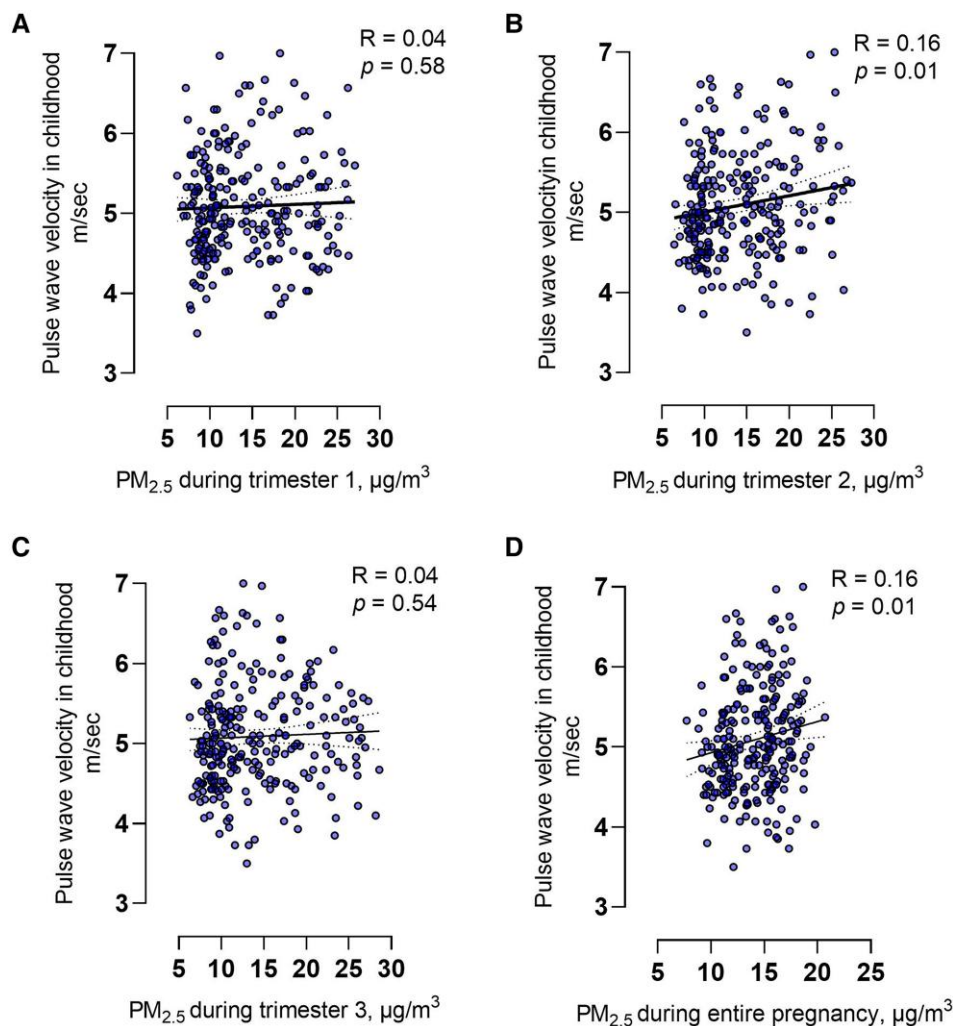 A
R = 0.04
p = 0.58
Pulse wave velocity in childhood
m/sec
7
6
5
4
3
5 10 15 20 25 30
PM2.5 during trimester 1, µg/m3
B
R = 0.16
p = 0.01
Pulse wave velocityin childhood
m/sec
7
6
5
4
3
5 10 15 20 25 30
PM2.5 during trimester 2, µg/m3
C
R = 0.04
p = 0.54
Pulse wave velocity in childhood
m/sec
7
6
5
4
3
5 10 15 20 25 30
PM2.5 during trimester 3, µg/m3
D
R = 0.16
p = 0.01
Pulse wave velocity in childhood
m/sec
7
6
5
4
3
5 10 15 20 25
PM2.5 during entire pregnancy, µg/m3